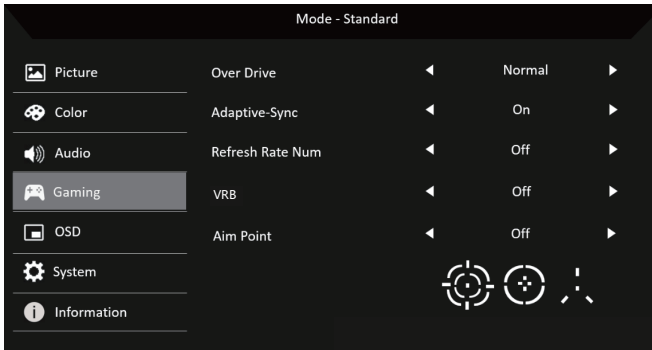 Mode - Standard
Picture
Over Drive Normal
Color
Adaptive-Sync On
Audio
Refresh Rate Num Off
Gaming
VRB Off
OSD
Aim Point Off
System
Information